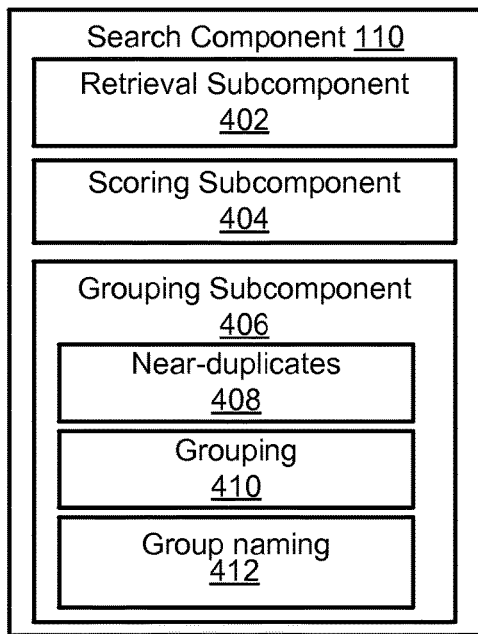 Search Component 110
Retrieval Subcomponent
402
Scoring Subcomponent
404
Grouping Subcomponent
406
Near-duplicates
408
Grouping
410
Group naming
412